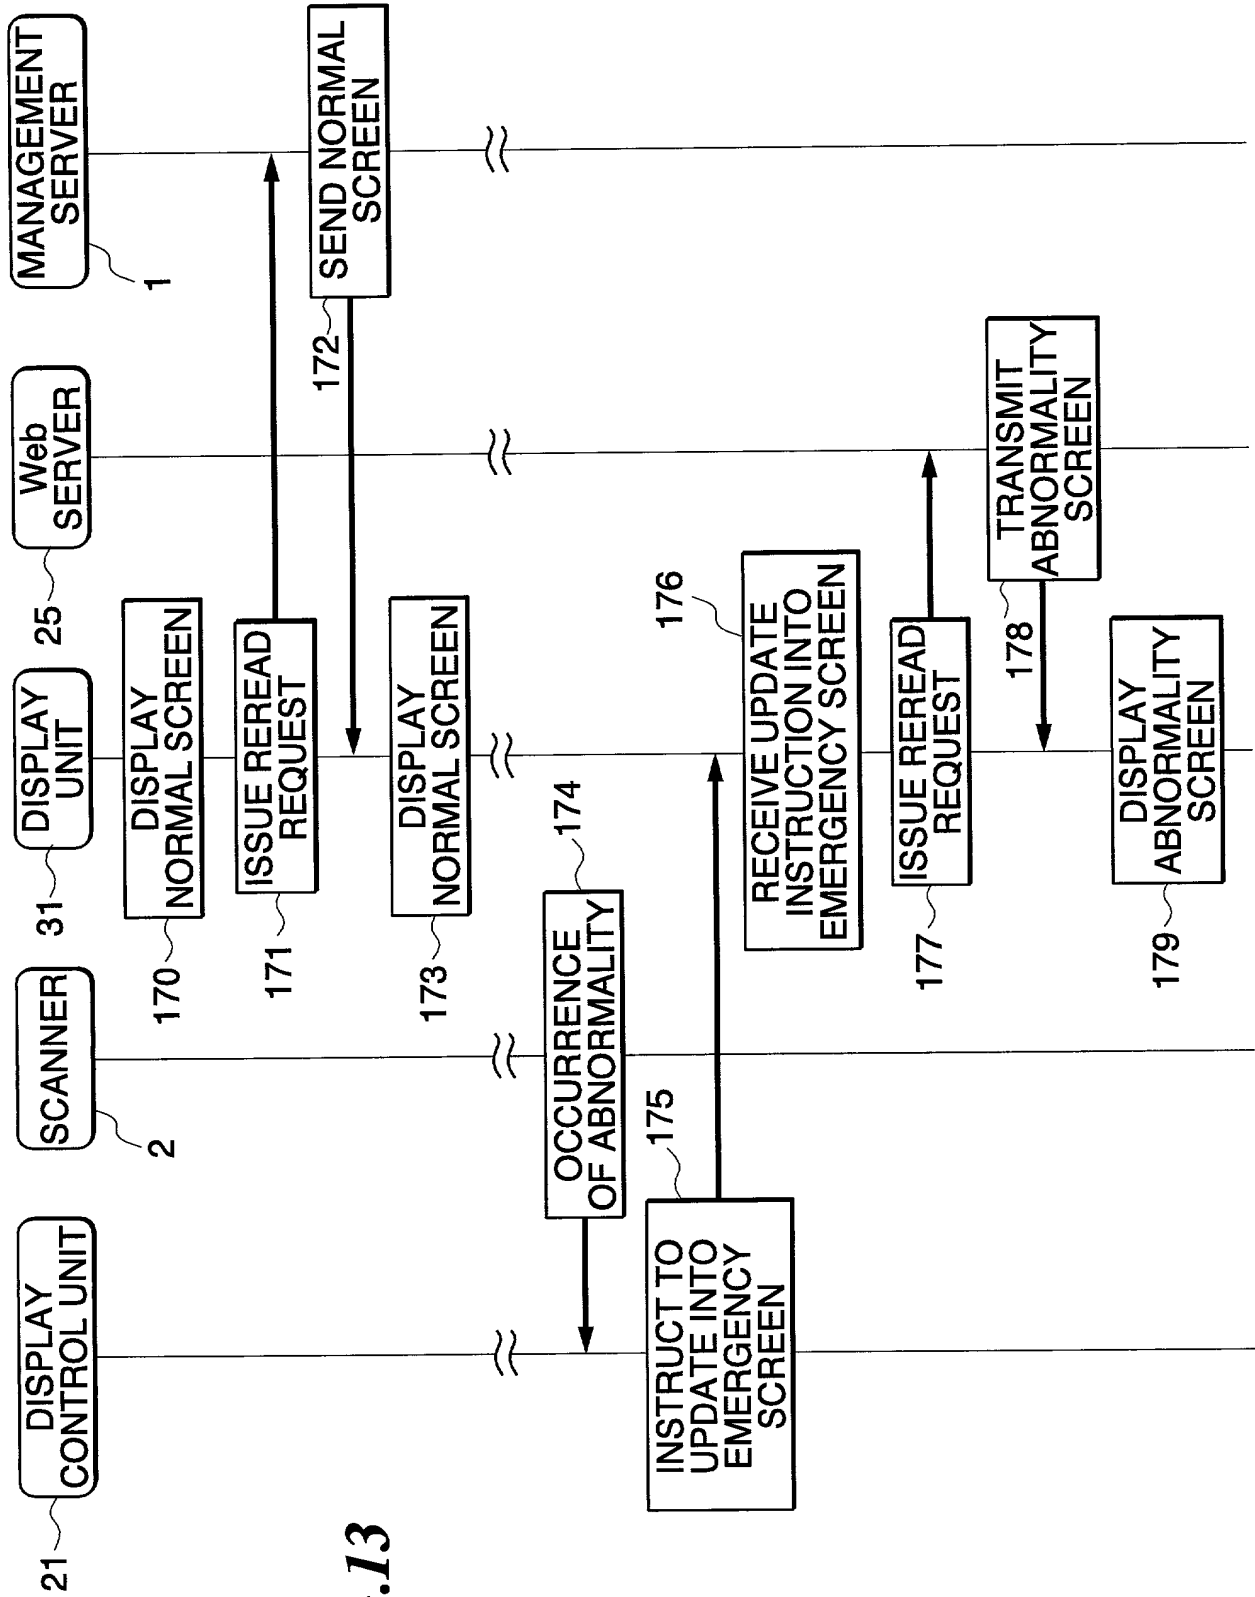 21
DISPLAY
CONTROL UNIT
2
SCANNER
31
DISPLAY
UNIT
25
Web
SERVER
1
MANAGEMENT
SERVER
170
DISPLAY
NORMAL SCREEN
171
ISSUE REREAD
REQUEST
172
SEND NORMAL
SCREEN
173
DISPLAY
NORMAL SCREEN
174
OCCURRENCE
OF ABNORMALITY
175
INSTRUCT TO
UPDATE INTO
EMERGENCY
SCREEN
176
RECEIVE UPDATE
INSTRUCTION INTO
EMERGENCY SCREEN
177
ISSUE REREAD
REQUEST
178
TRANSMIT
ABNORMALITY
SCREEN
179
DISPLAY
ABNORMALITY
SCREEN
.13